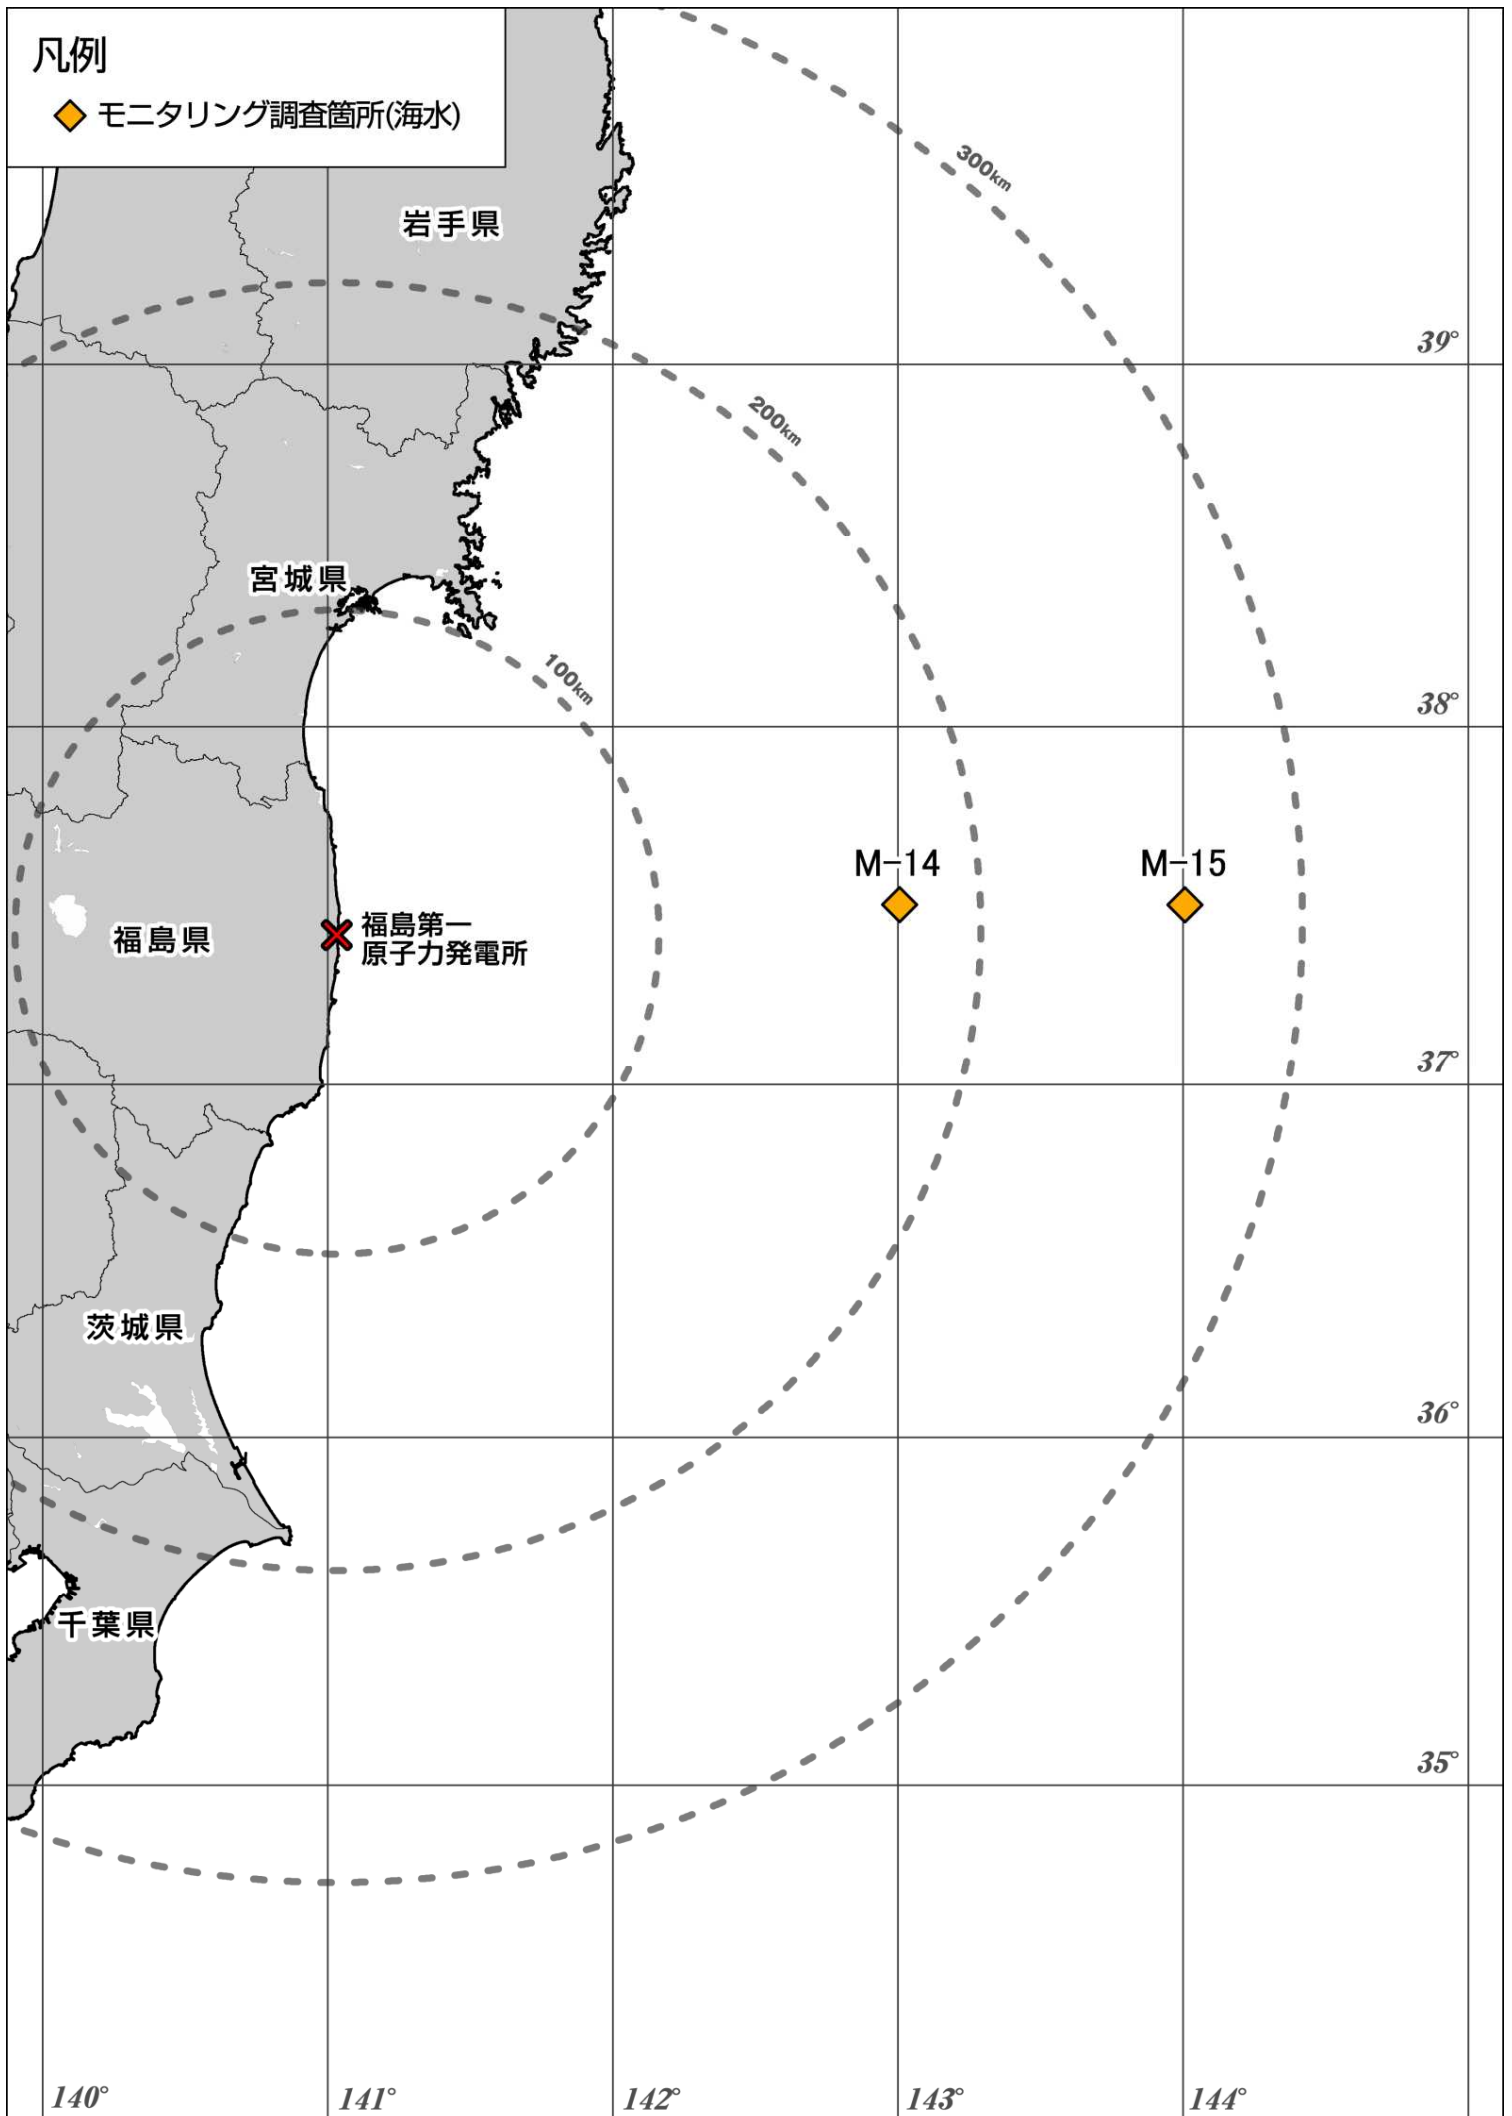 凡例
モニタリング調査箇所(海水)
300km
岩手県
39°
200km
宮城県
100km
38°
M-14
M-15
福島第一
原子力発電所
福島県
37°
茨城県
36°
千葉県
35°
140°
141°
142°
143°
144°